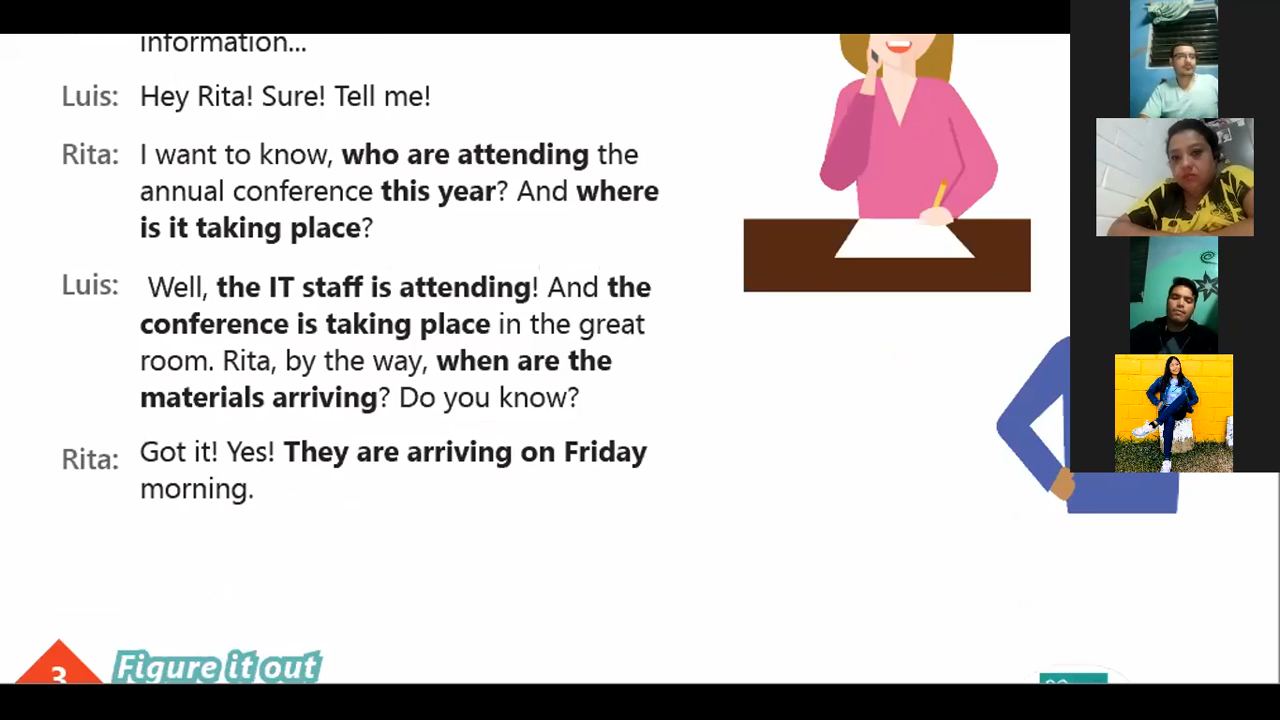 information...
Luis: Hey Rita! Sure! Tell me!
Rita: I want to know, who are attending the
annual conference this year? And where
is it taking place?
Luis: Well, the IT staff is attending! And the
conference is taking place in the great
room. Rita, by the way, when are the
materials arriving? Do you know?
Rita: Got it! Yes! They are arriving on Friday
morning.
3 Figure it out